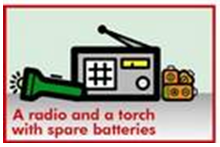 A radio and a torch
with spare batteries